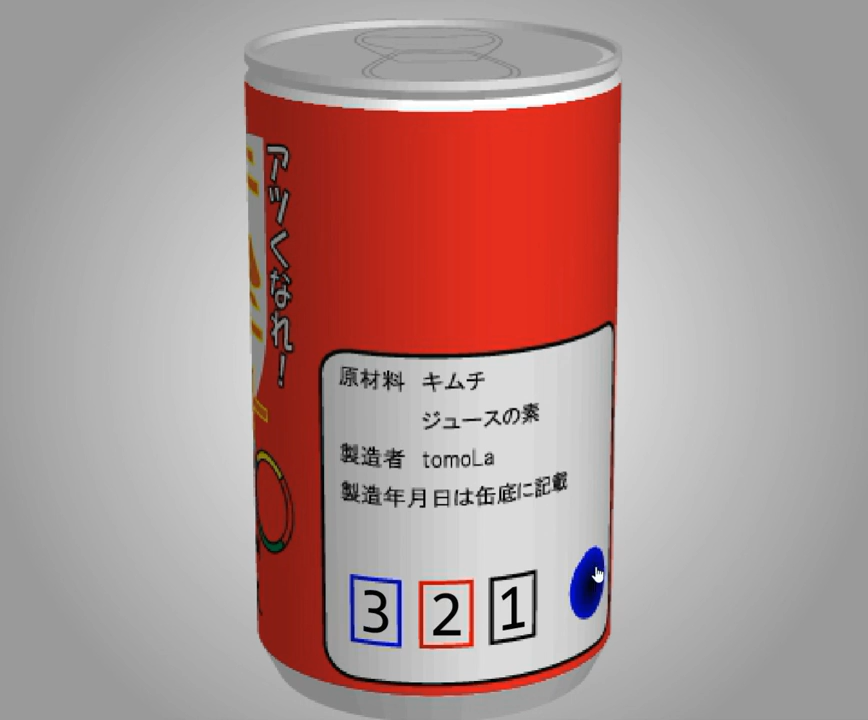 アツくなれ!
原材料 キムチ
ジュースの素
製造者 tomoLa
製造年月日は缶底に記載
3 2 1